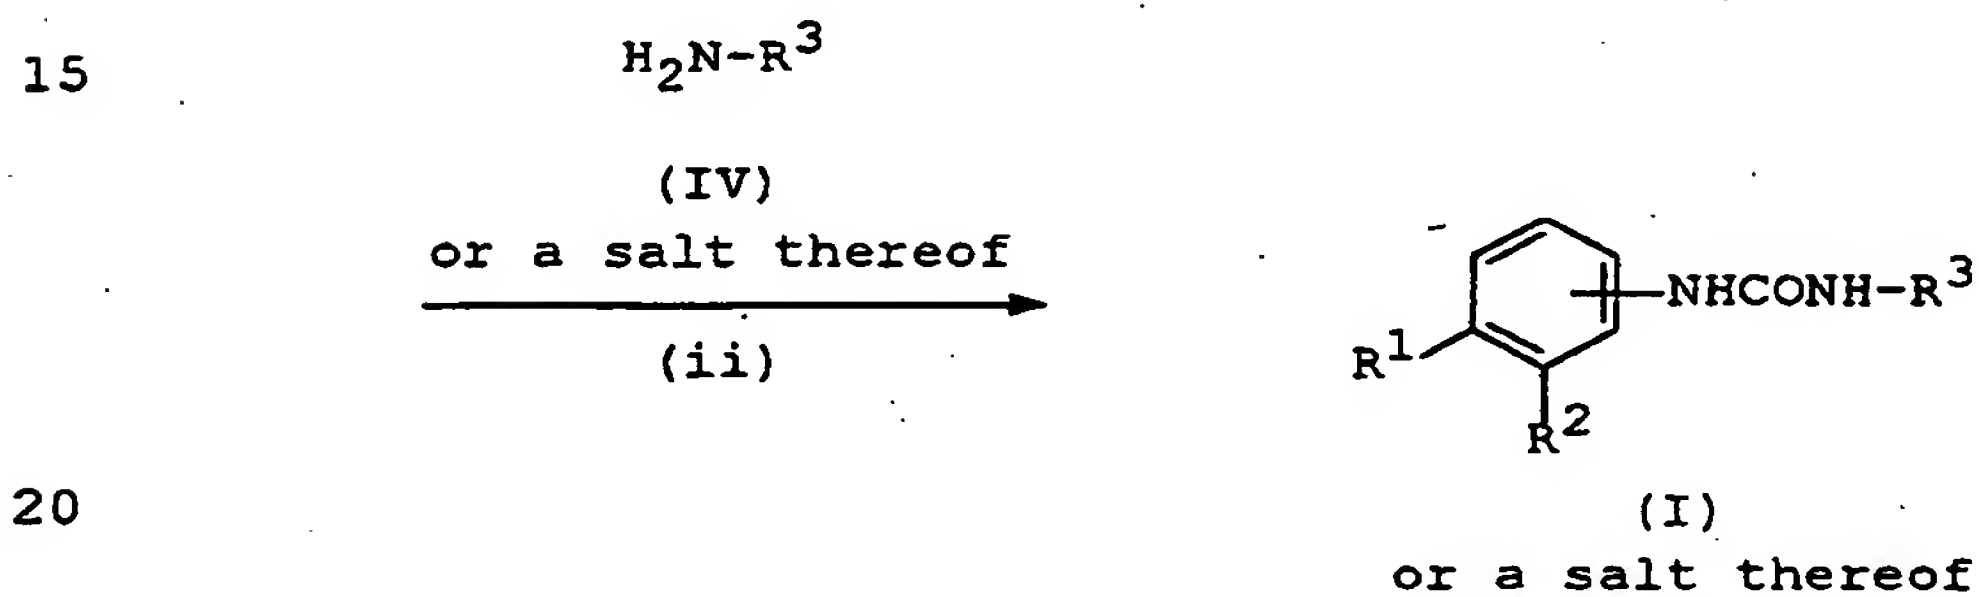 15
H2N-R3
(IV)
or a salt thereof
(ii)
NHCONH-R3
R1
R2
20
(I)
or a salt thereof